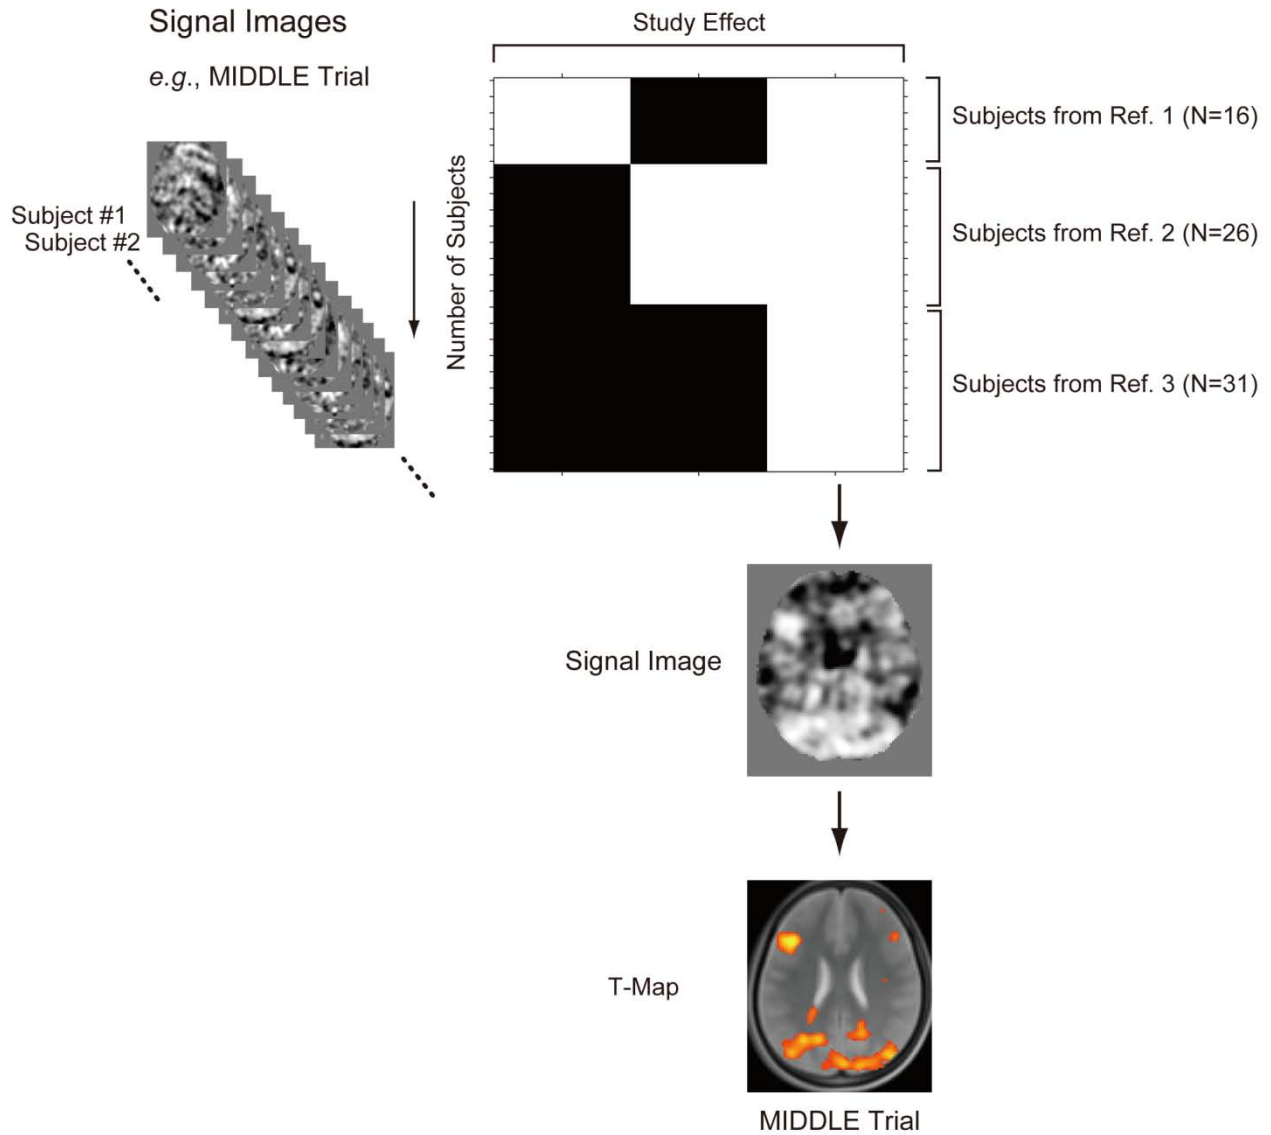 Signal Images
e.g., MIDDLE Trial
Subject #1
Subject #2
Study Effect
Number of Subjects
Subjects from Ref. 1 (N=16)
Subjects from Ref. 2 (N=26)
Subjects from Ref. 3 (N=31)
Signal Image
T-Map
MIDDLE Trial